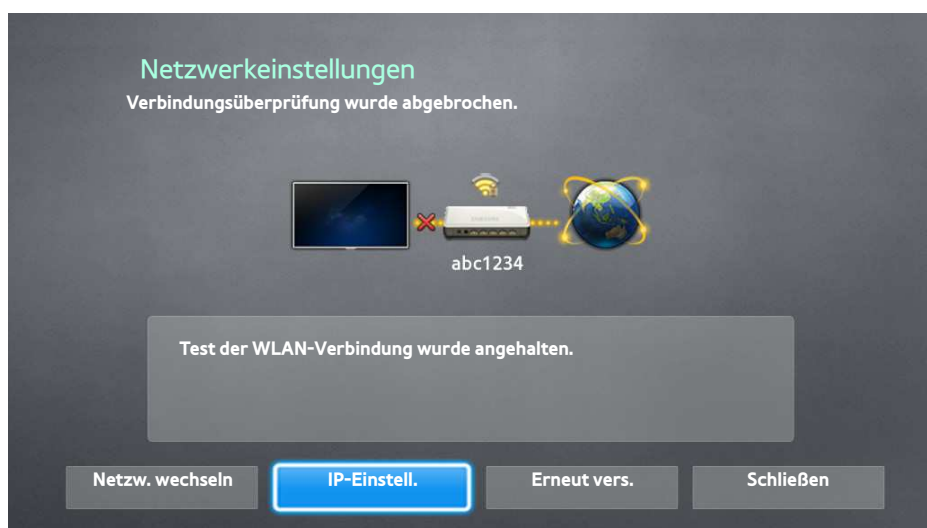 Netzwerkeinstellungen
Verbindungsüberprüfung wurde abgebrochen.
abc1234
Test der WLAN-Verbindung wurde angehalten.
Netzw. wechseln
IP-Einstell.
Erneut vers.
Schließen